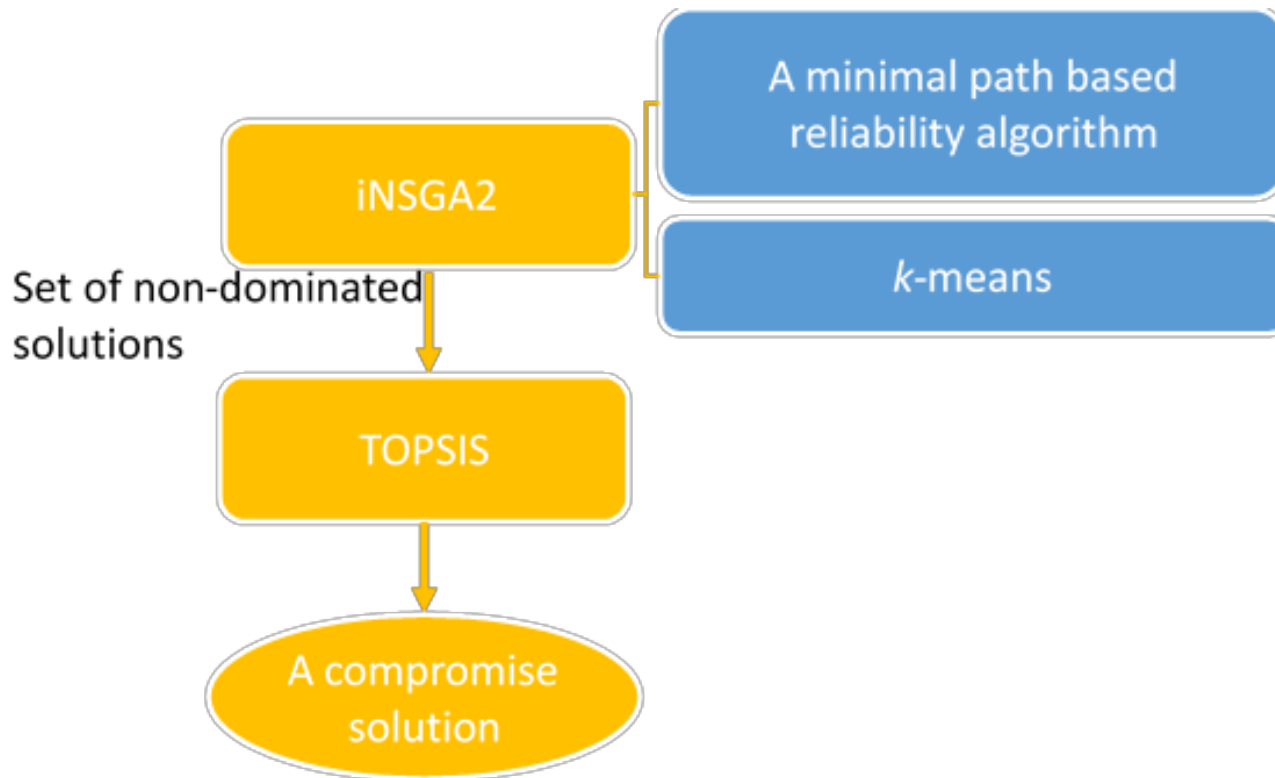 A minimal path based
reliability algorithm
iNSGA2
k-means
Set of non-dominated
solutions
TOPSIS
A compromise
solution